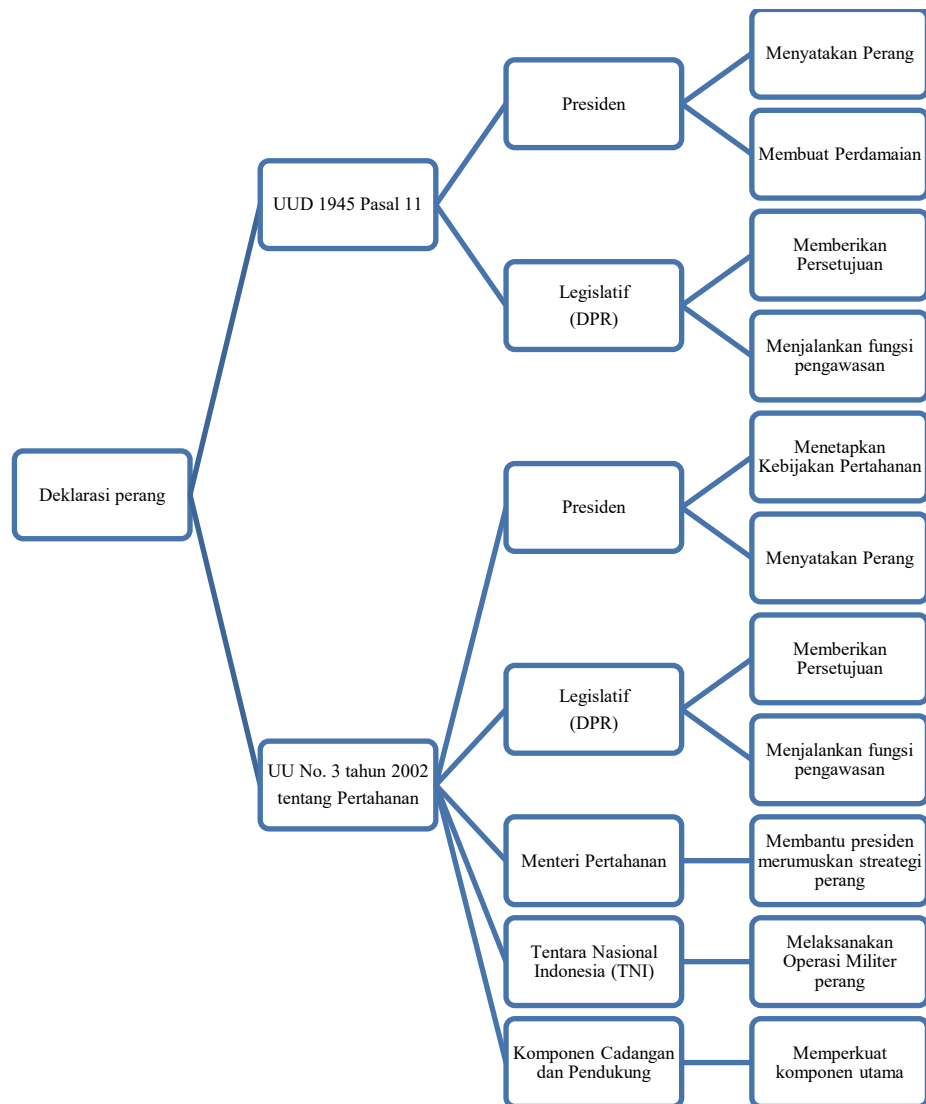 Deklarasi perang
UUD 1945 Pasal 11
Presiden
Menyatakan Perang
Membuat Perdamaian
Legislatif
(DPR)
Memberikan
Persetujuan
Menjalankan fungsi
pengawasan
UU No. 3 tahun 2002
tentang Pertahanan
Presiden
Menetapkan
Kebijakan Pertahanan
Menyatakan Perang
Legislatif
(DPR)
Memberikan
Persetujuan
Menjalankan fungsi
pengawasan
Menteri Pertahanan
Membantu presiden
merumuskan streategi
perang
Tentara Nasional
Indonesia (TNI)
Melaksanakan
Operasi Militer
perang
Komponen Cadangan
dan Pendukung
Memperkuat
komponen utama